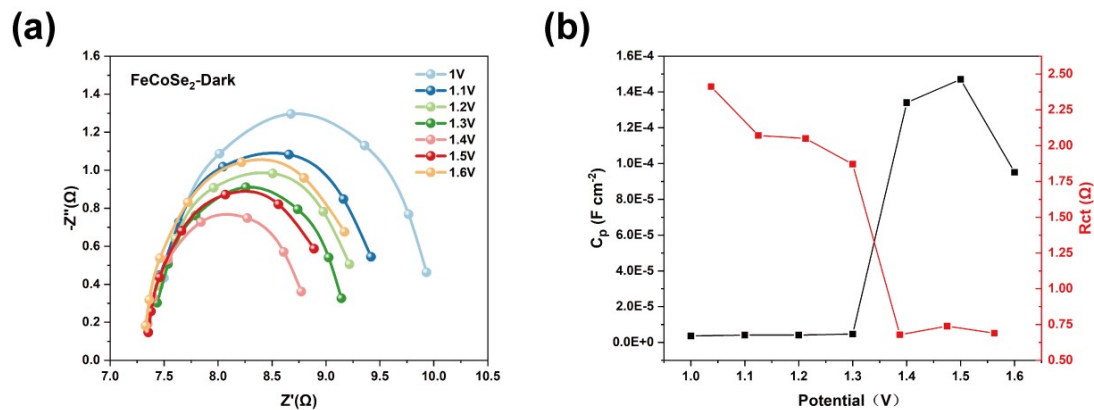 (a)
FeCoSe₂-Dark
1V
1.1V
1.2V
1.3V
1.4V
1.5V
1.6V
-Z''(Ω)
1.6
1.4
1.2
1.0
0.8
0.6
0.4
0.2
0.0
7.0 7.5 8.0 8.5 9.0 9.5 10.0 10.5
Z'(Ω)
(b)
Cₚ (F cm⁻²)
1.6E-4
1.4E-4
1.2E-4
1.0E-4
8.0E-5
6.0E-5
4.0E-5
2.0E-5
0.0E+0
1.0 1.1 1.2 1.3 1.4 1.5 1.6
Potential（V）
2.50
2.25
2.00
1.75
1.50
1.25
1.00
0.75
0.50
Rct (Ω)